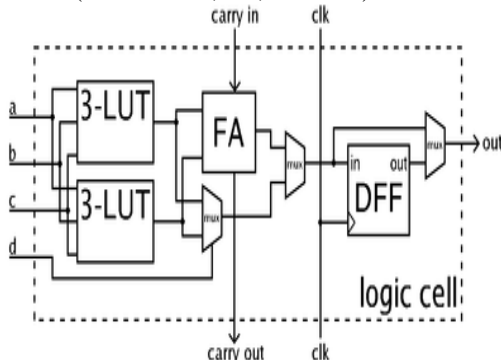 carry in
clk
a
3-LUT
FA
mux
out
b
mux
in
out
c
3-LUT
mux
DFF
d
logic cell
carry out
clk